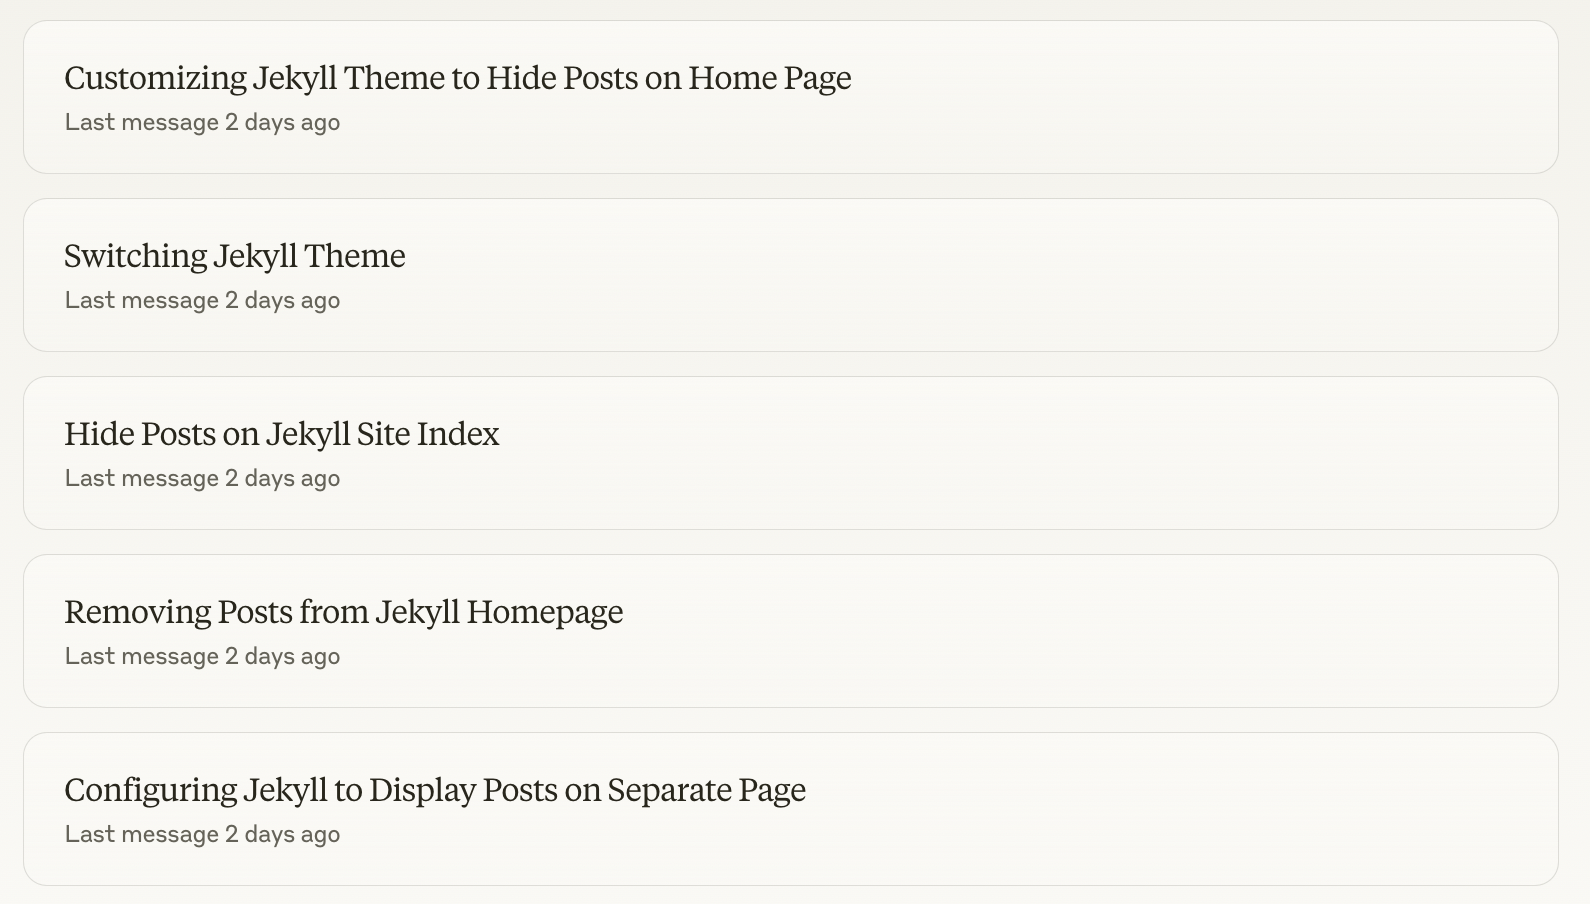 Customizing Jekyll Theme to Hide Posts on Home Page
Last message 2 days ago
Switching Jekyll Theme
Last message 2 days ago
Hide Posts on Jekyll Site Index
Last message 2 days ago
Removing Posts from Jekyll Homepage
Last message 2 days ago
Configuring Jekyll to Display Posts on Separate Page
Last message 2 days ago